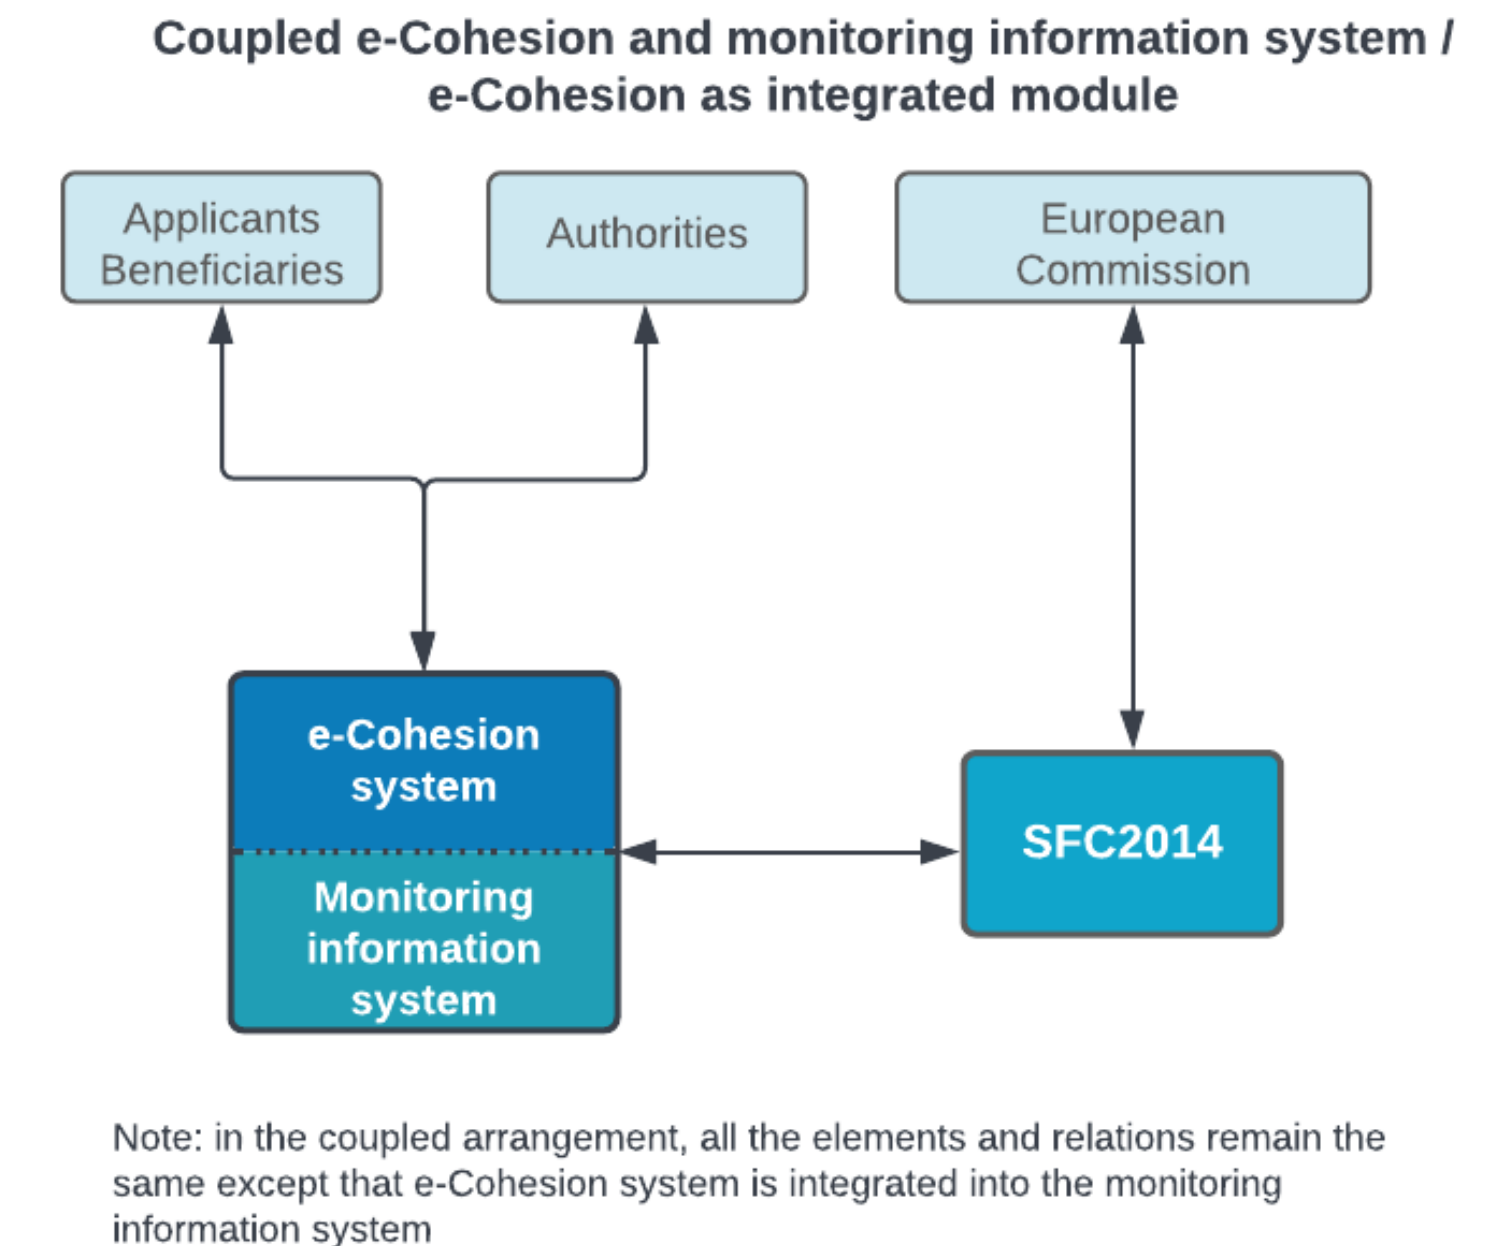 Coupled e-Cohesion and monitoring information system /
e-Cohesion as integrated module
Applicants
Beneficiaries
Authorities
European
Commission
e-Cohesion
system
Monitoring
information
system
SFC2014
Note: in the coupled arrangement, all the elements and relations remain the
same except that e-Cohesion system is integrated into the monitoring
information system